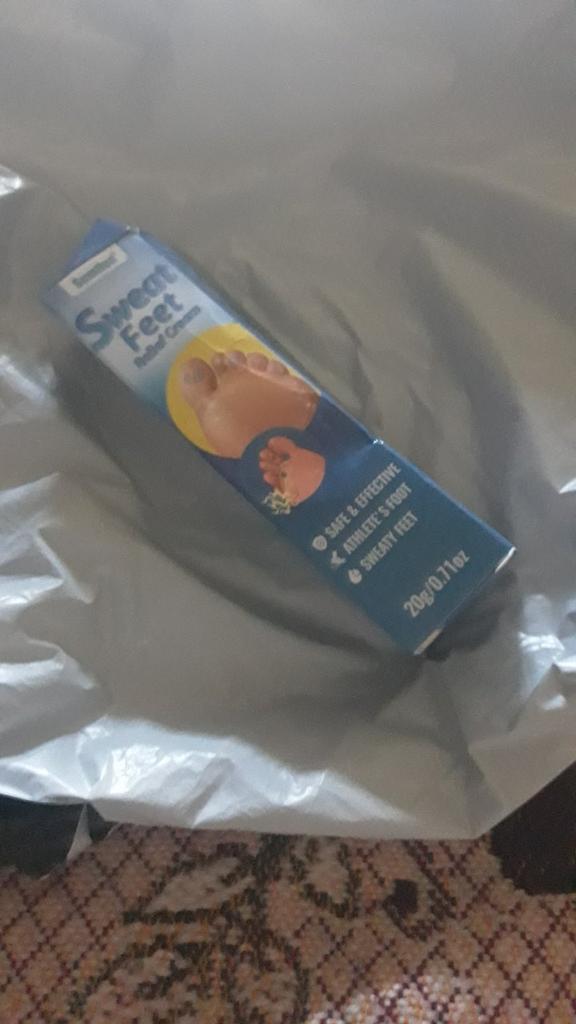 Sweat
Feet
Relief Cream
SAFE & EFFECTIVE
ATHLETE'S FOOT
SWEATY FEET
20g/0.71oz